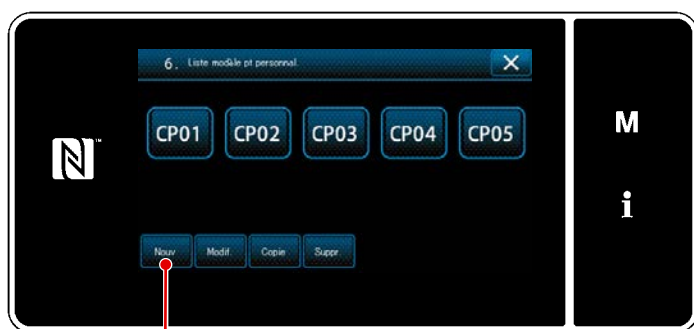 6. Liste modèle pt personnal.
CP01 CP02 CP03 CP04 CP05
M
i
Nouv Modif. Copie Suppr.